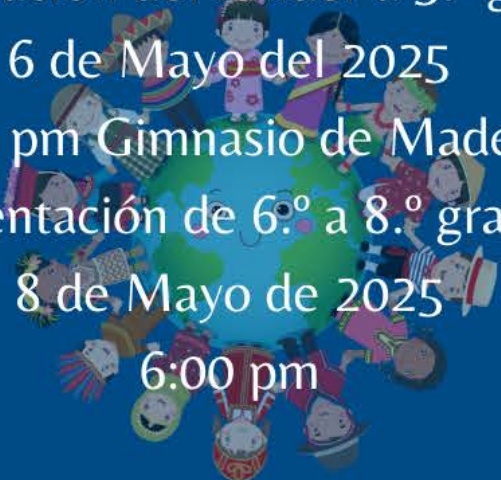 6 de Mayo del 2025
pm Gimnasio de Made
entación de 6.º a 8.º gra
8 de Mayo de 2025
6:00 pm